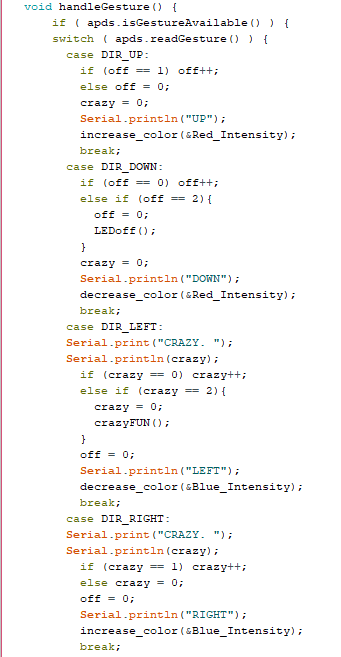 void handleGesture() {
    if ( apds.isGestureAvailable() ) {
    switch ( apds.readGesture() ) {
      case DIR_UP:
        if (off == 1) off++;
        else off = 0;
        crazy = 0;
        Serial.println("UP");
        increase_color(&Red_Intensity);
        break;
      case DIR_DOWN:
        if (off == 0) off++;
        else if (off == 2){
          off = 0;
          LEDoff();
        }
        crazy = 0;
        Serial.println("DOWN");
        decrease_color(&Red_Intensity);
        break;
      case DIR_LEFT:
      Serial.print("CRAZY. ");
      Serial.println(crazy);
        if (crazy == 0) crazy++;
        else if (crazy == 2){
          crazy = 0;
          crazyFUN();
        }
        off = 0;
        Serial.println("LEFT");
        decrease_color(&Blue_Intensity);
        break;
      case DIR_RIGHT:
      Serial.print("CRAZY. ");
      Serial.println(crazy);
        if (crazy == 1) crazy++;
        else crazy = 0;
        off = 0;
        Serial.println("RIGHT");
        increase_color(&Blue_Intensity);
        break;